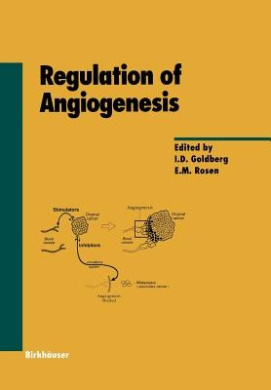 Regulation of
Angiogenesis
Edited by
I.D. Goldberg
E.M. Rosen
Stimulators
Angiogenesis
Inhibitors
Birkhäuser